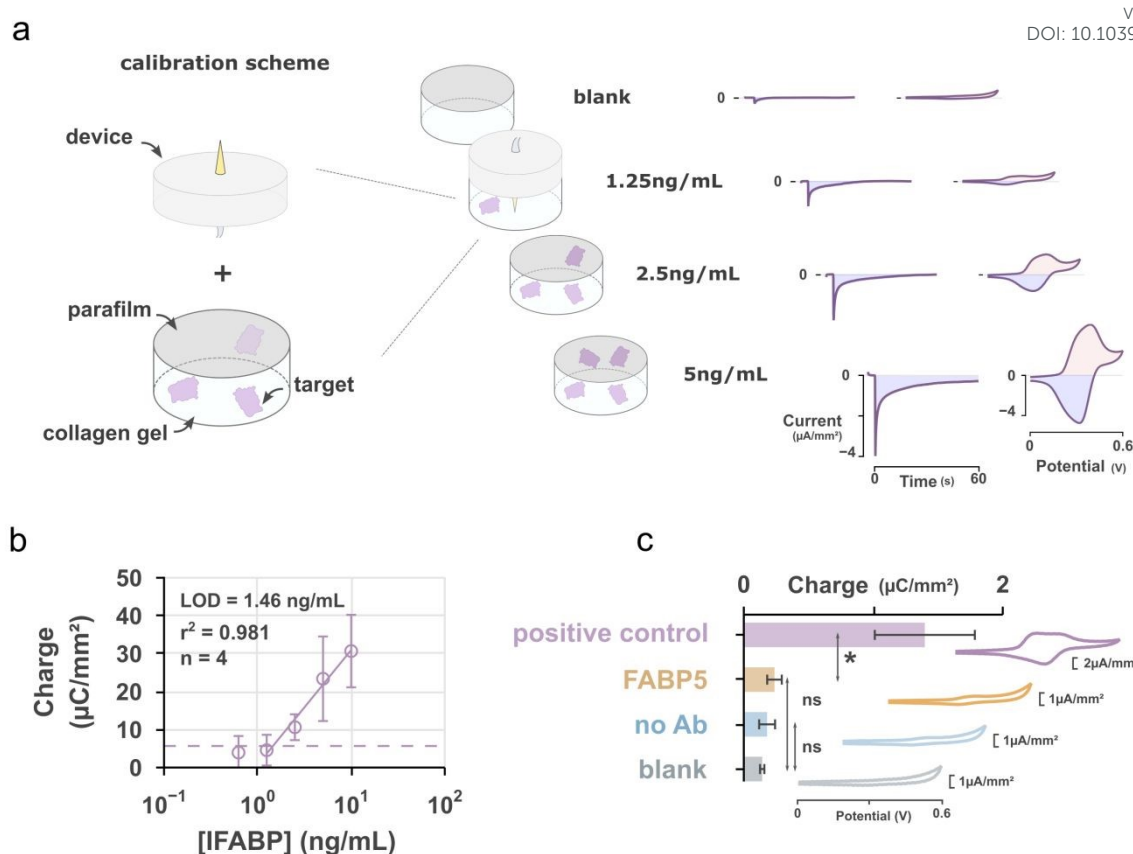 V
DOI: 10.1039
a
calibration scheme
device
+
parafilm
target
collagen gel
blank
0
-
-
1.25ng/mL
0
-
-
2.5ng/mL
0
-
-
5ng/mL
0
Current
(µA/mm²)
−4
0
60
Time (s)
0
−4
0
0.6
Potential (V)
b
Charge
(µC/mm²)
50
40
30
20
10
0
LOD = 1.46 ng/mL
r² = 0.981
n = 4
10⁻¹
10⁰
10¹
10²
[IFABP] (ng/mL)
c
0
Charge (µC/mm²)
2
positive control
FABP5
no Ab
blank
*
ns
ns
2µA/mm
1µA/mm²
1µA/mm²
1µA/mm²
0
0.6
Potential (V)